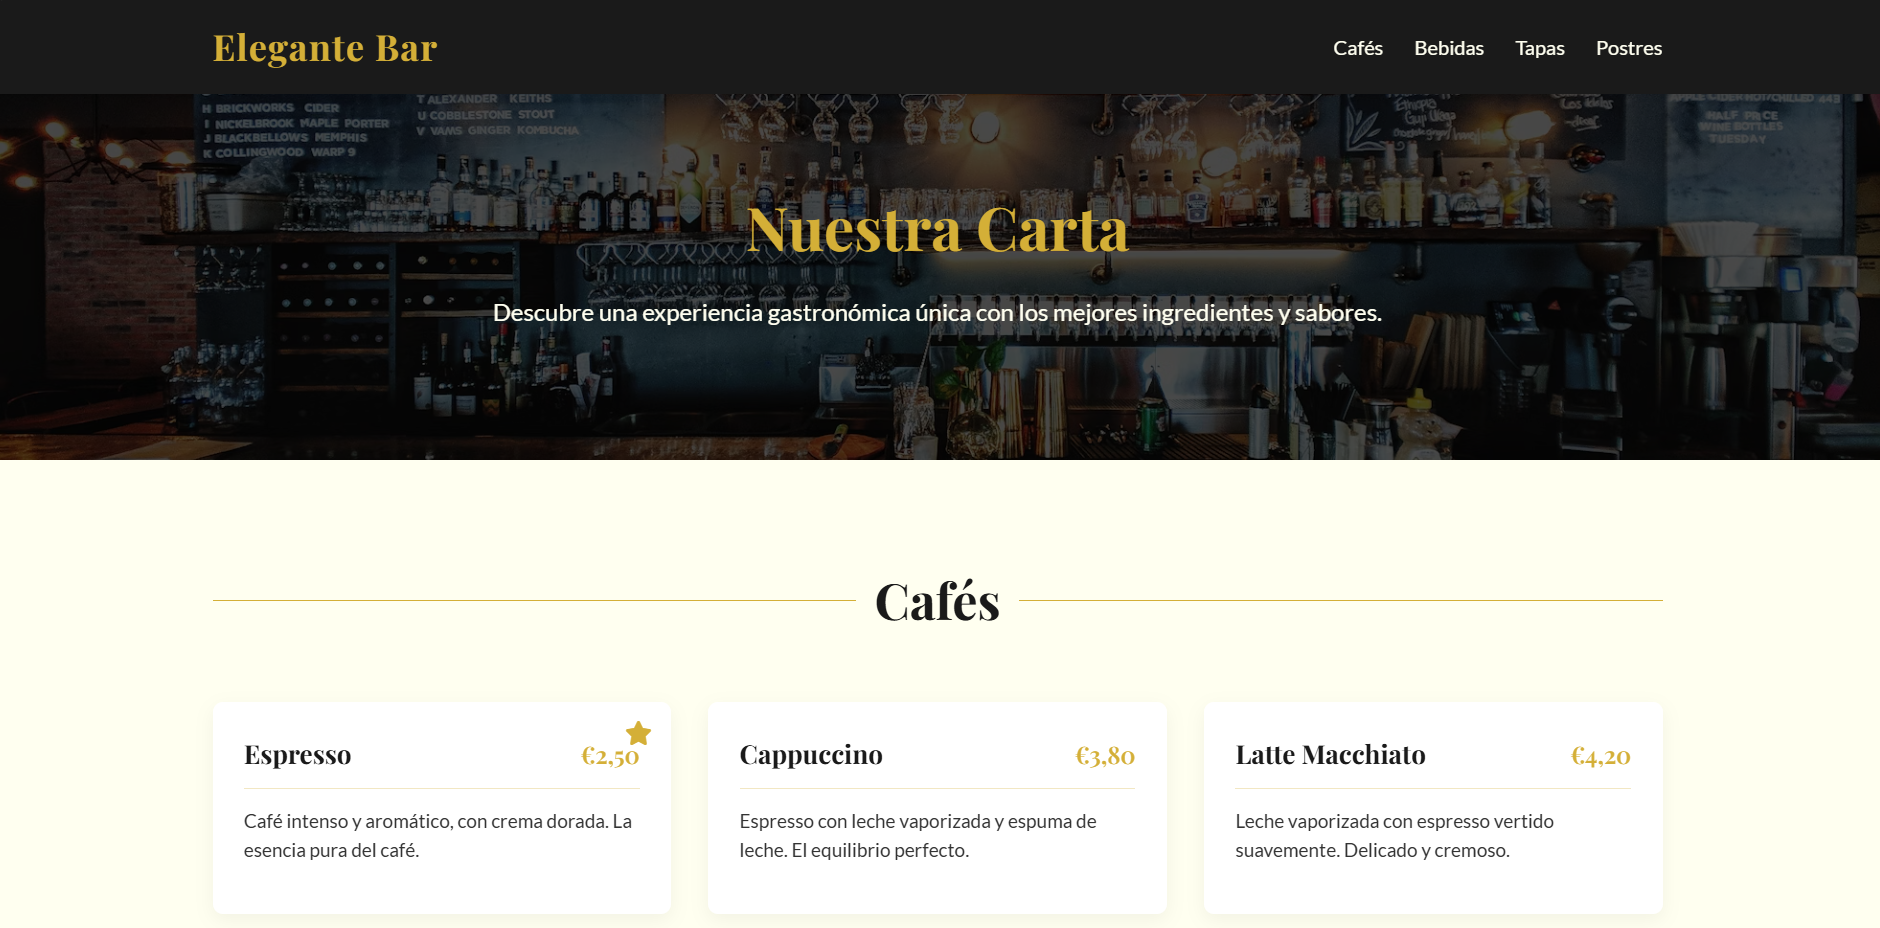 Elegante Bar
Cafés
Bebidas
Tapas
Postres
H BRICKWORKS CIDER
I NICKELBROOK MAPLE PORTER
J BLACKBELLOWS MEMPHIS
K COLLINGWOOD WARP 9
T ALEXANDER KEITHS
U COBBLESTONE STOUT
V VAMS GINGER KOMBUCHA
Ethiopia
Guji Uraga
HALF PRICE
WINE BOTTLES
TUESDAY
Nuestra Carta
Descubre una experiencia gastronómica única con los mejores ingredientes y sabores.
Cafés
Espresso
€2,50
Café intenso y aromático, con crema dorada. La
esencia pura del café.
Cappuccino
€3,80
Espresso con leche vaporizada y espuma de
leche. El equilibrio perfecto.
Latte Macchiato
€4,20
Leche vaporizada con espresso vertido
suavemente. Delicado y cremoso.